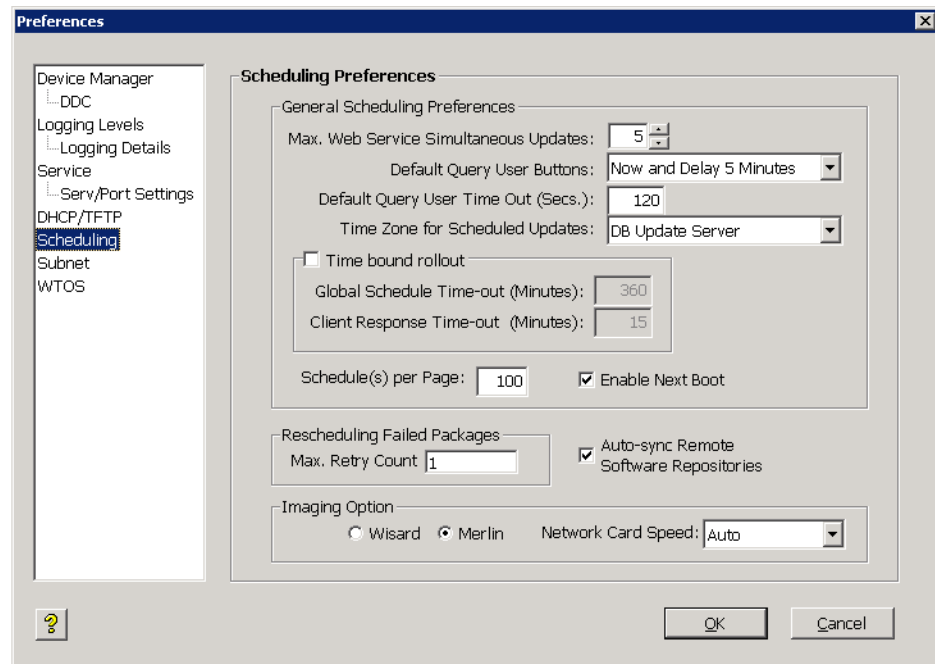 Preferences
Device Manager
DDC
Logging Levels
Logging Details
Service
Serv/Port Settings
DHCP/TFTP
Scheduling
Subnet
WTOS
Scheduling Preferences
General Scheduling Preferences
Max. Web Service Simultaneous Updates: 5
Default Query User Buttons: Now and Delay 5 Minutes
Default Query User Time Out (Secs.): 120
Time Zone for Scheduled Updates: DB Update Server
Time bound rollout
Global Schedule Time-out (Minutes): 360
Client Response Time-out (Minutes): 15
Schedule(s) per Page: 100 Enable Next Boot
Rescheduling Failed Packages
Max. Retry Count 1
Auto-sync Remote
Software Repositories
Imaging Option
Wisard Merlin Network Card Speed: Auto
? OK Cancel